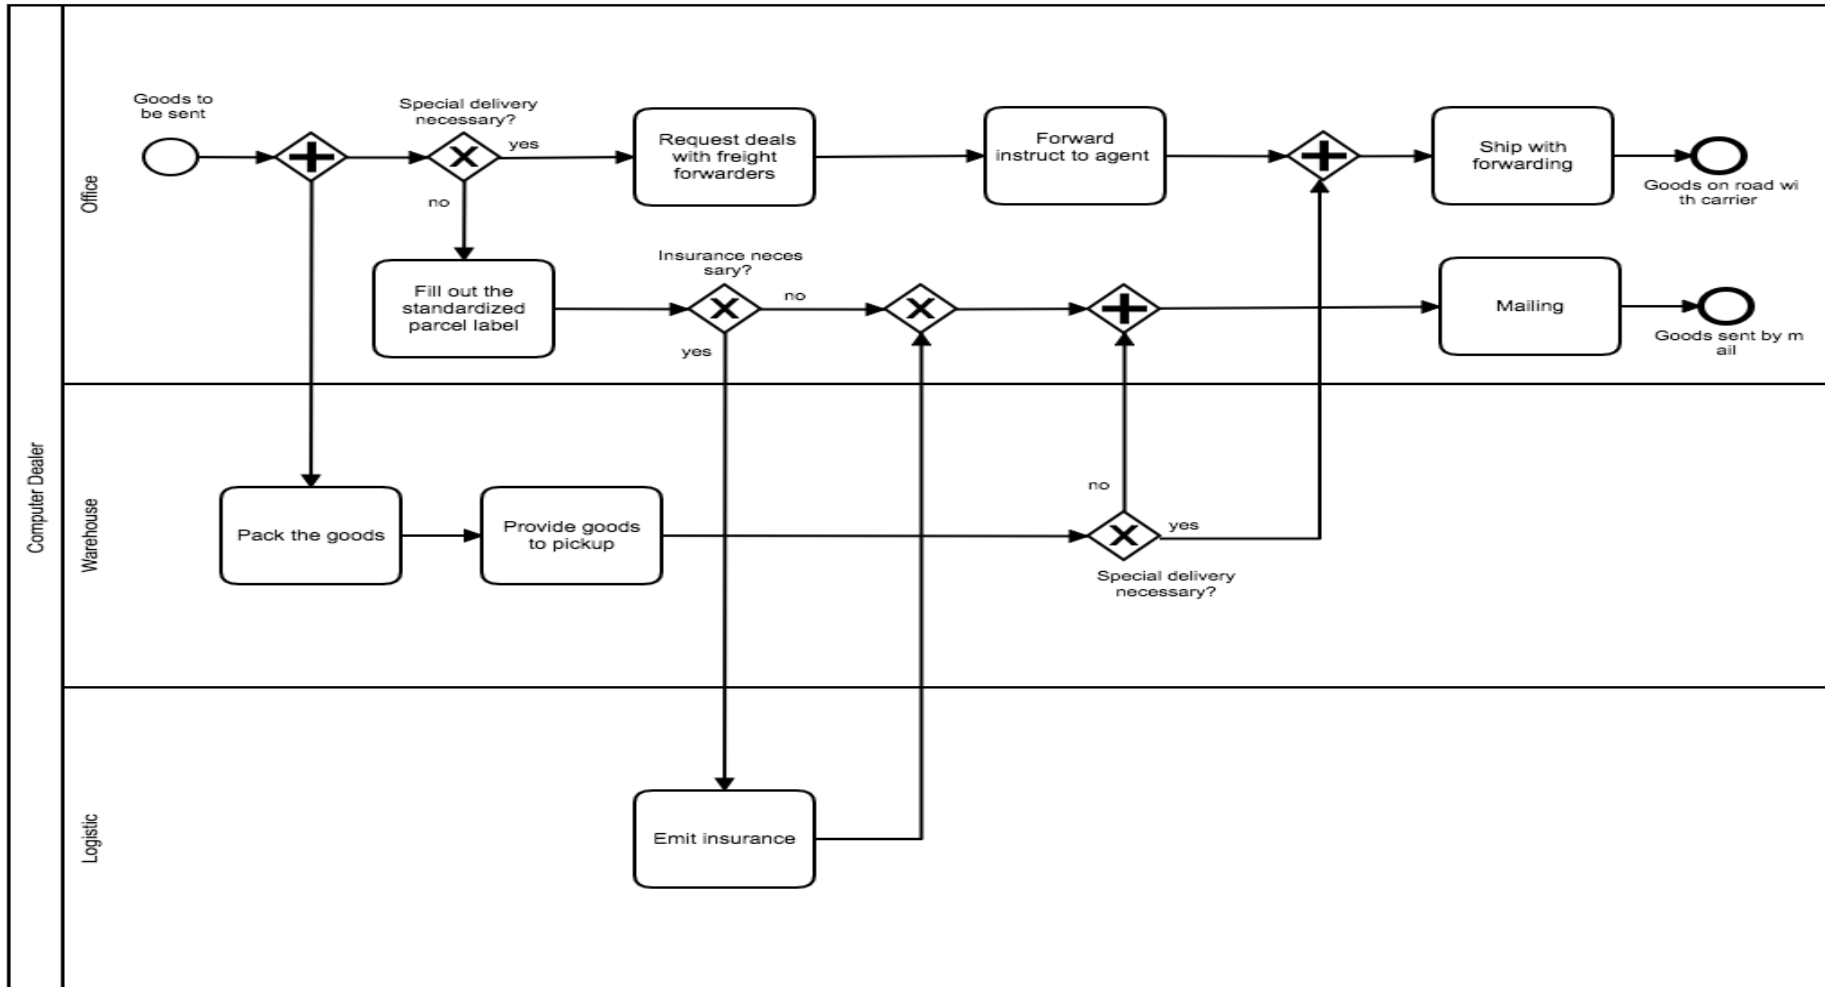 Computer Dealer
Office
Goods to
be sent
Special delivery
necessary?
yes
no
Request deals
with freight
forwarders
Forward
instruct to agent
Ship with
forwarding
Goods on road wi
th carrier
Fill out the
standardized
parcel label
Insurance neces
sary?
no
yes
Mailing
Goods sent by m
ail
Warehouse
Pack the goods
Provide goods
to pickup
no
yes
Special delivery
necessary?
Logistic
Emit insurance